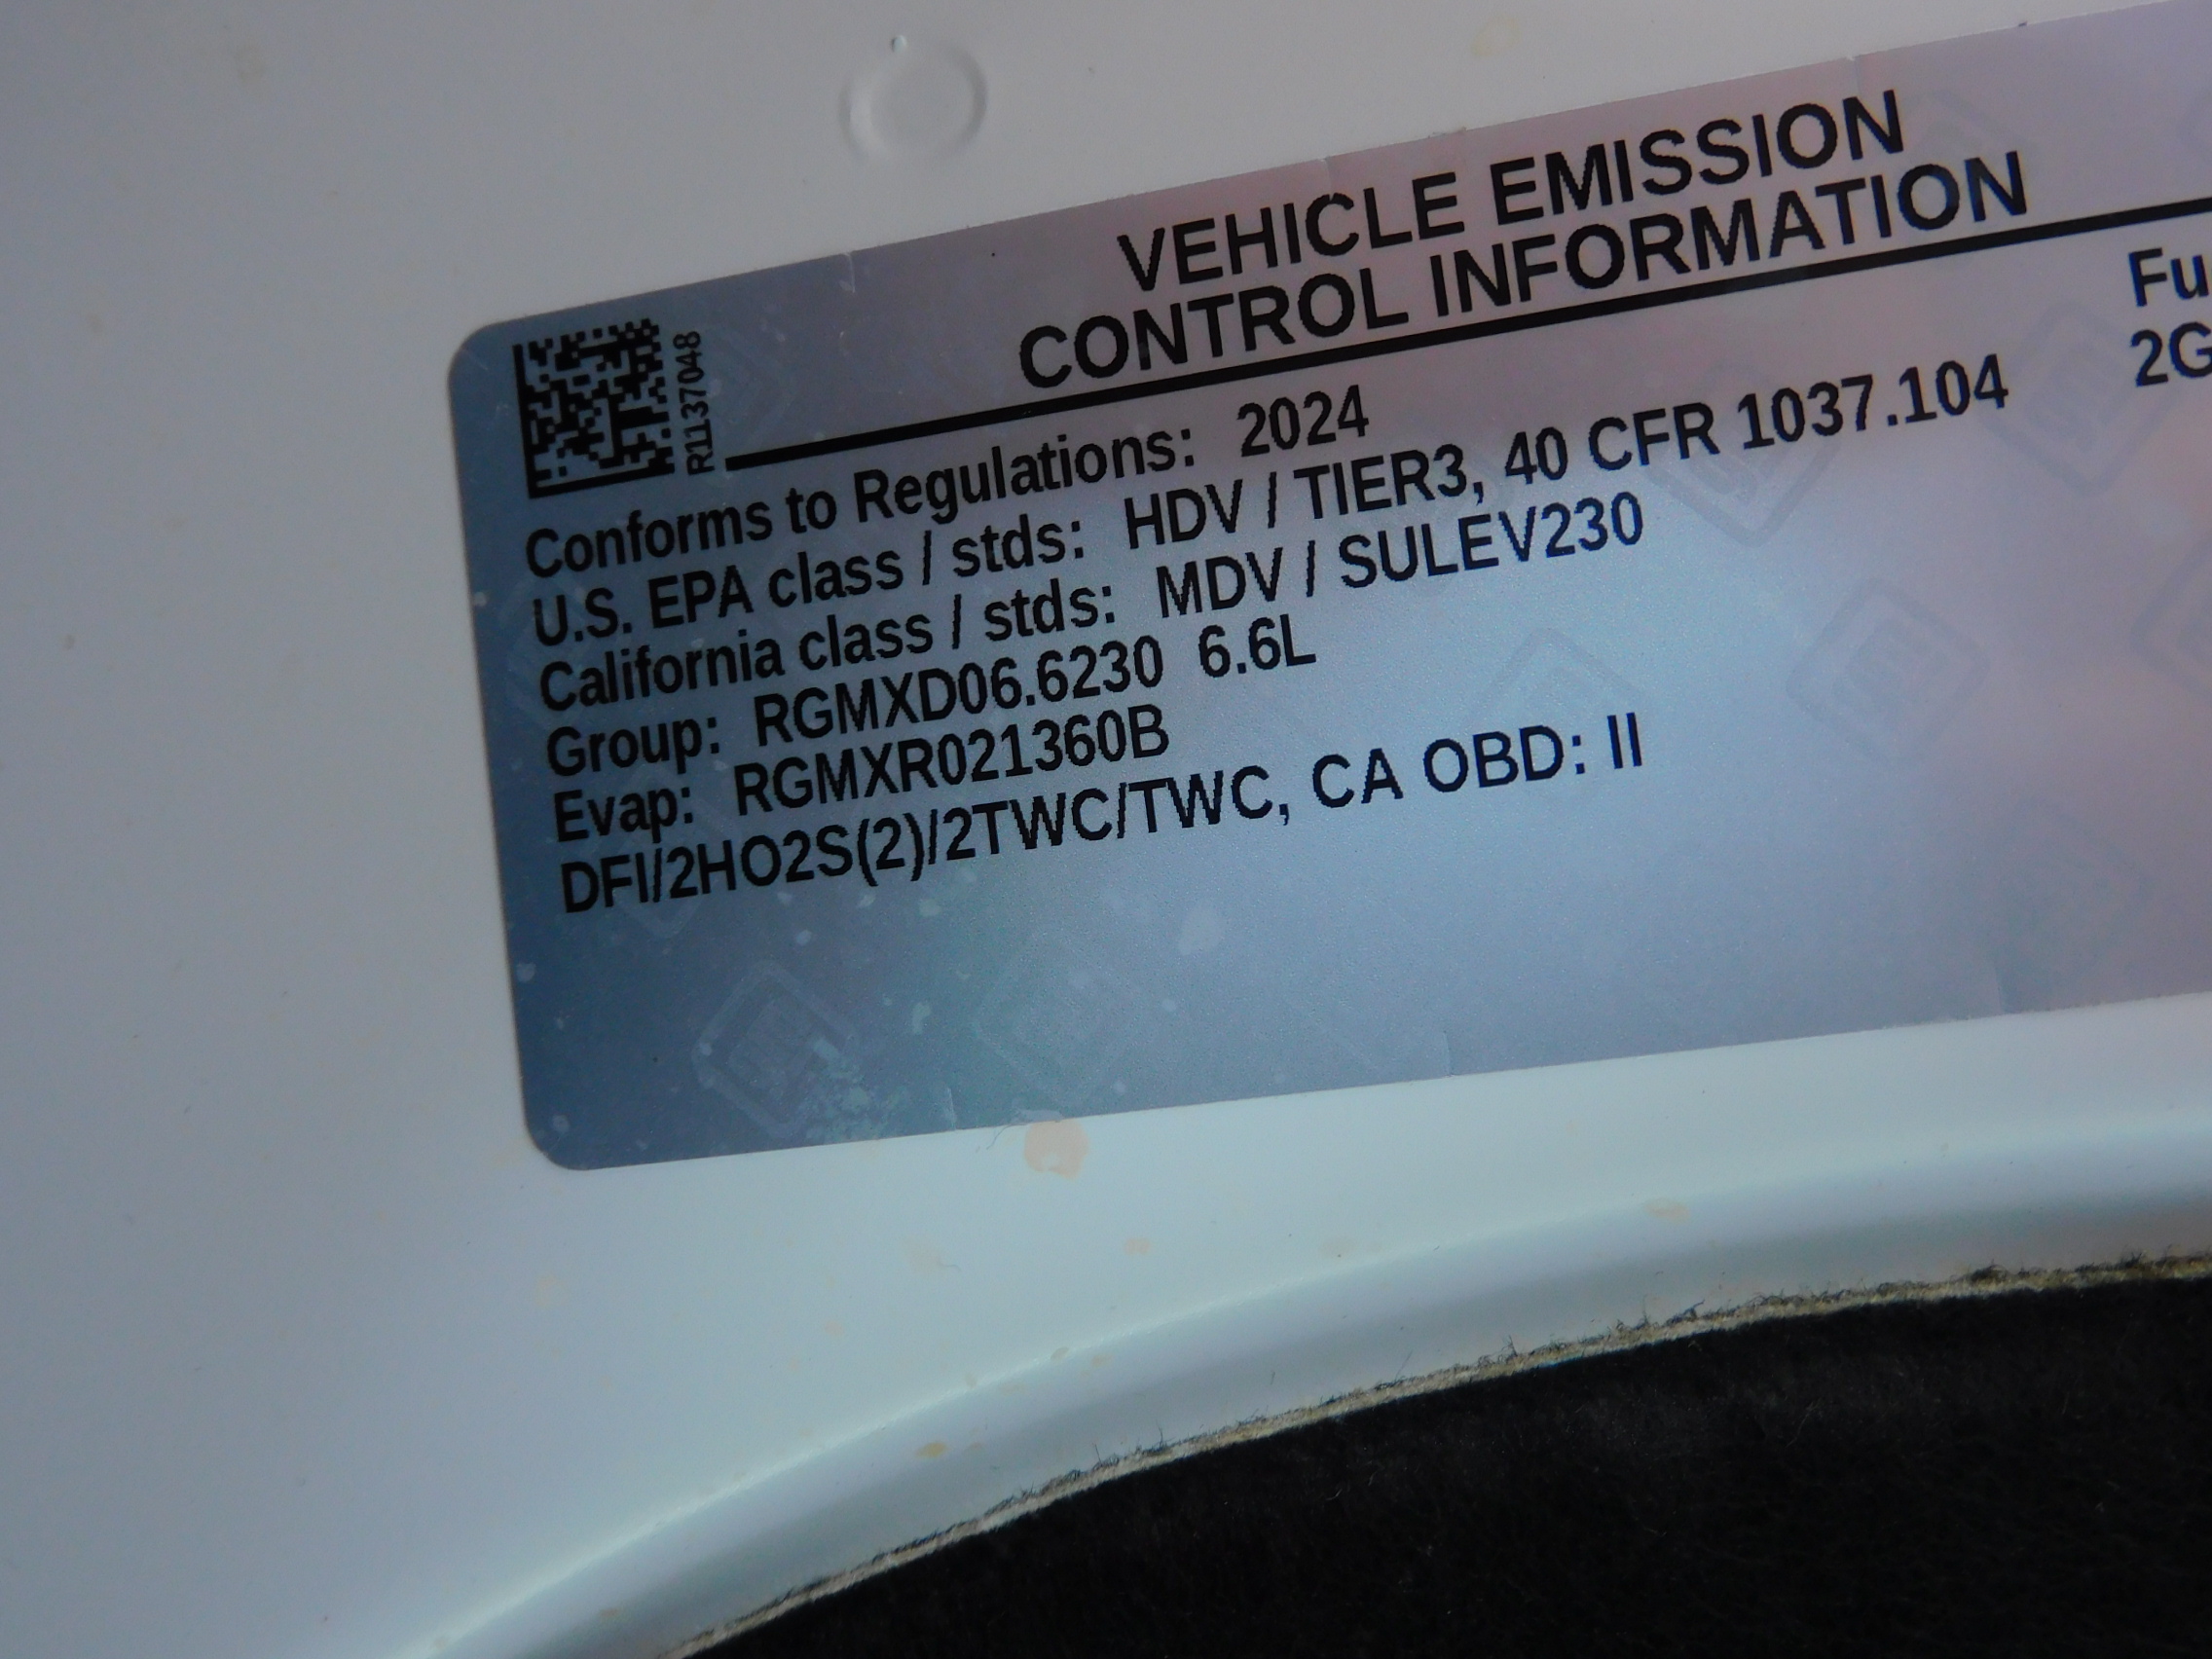 VEHICLE EMISSION
CONTROL INFORMATION
R1137048
Conforms to Regulations: 2024
U.S. EPA class / stds: HDV / TIER3, 40 CFR 1037.104
California class / stds: MDV / SULEV230
Group: RGMXD06.6230 6.6L
Evap: RGMXR021360B
DFI/2HO2S(2)/2TWC/TWC, CA OBD: II
Fu
2G